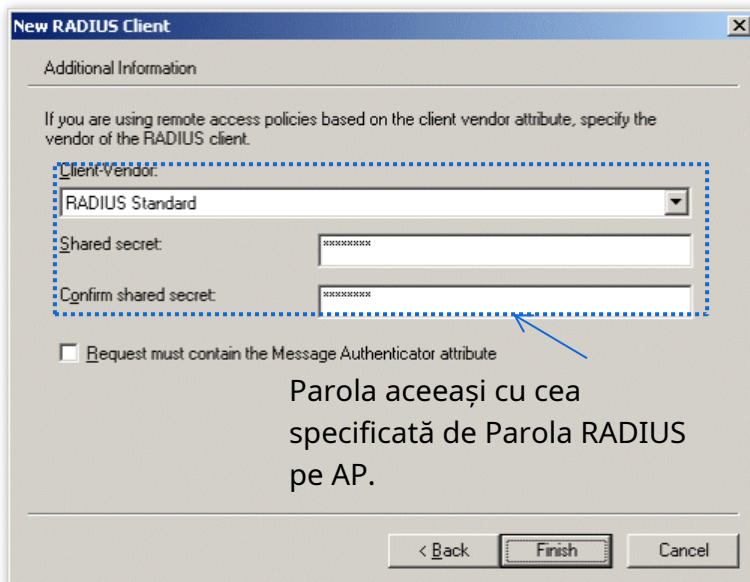 New RADIUS Client
Additional Information
If you are using remote access policies based on the client vendor attribute, specify the
vendor of the RADIUS client.
Client-Vendor:
RADIUS Standard
Shared secret: xxxxxxxx
Confirm shared secret: xxxxxxxx
Request must contain the Message Authenticator attribute
Parola aceeași cu cea
specificată de Parola RADIUS
pe AP.
< Back Finish Cancel